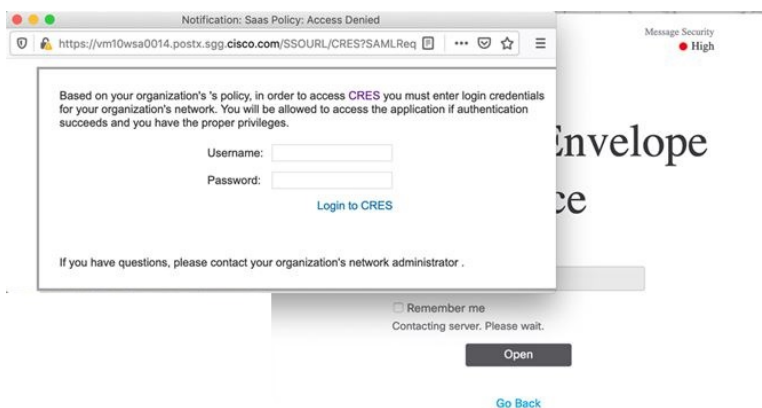 Notification: Saas Policy: Access Denied
https://vm10wsa0014.postx.sgg.cisco.com/SSOURL/CRES?SAMLReq
Based on your organization's 's policy, in order to access CRES you must enter login credentials
for your organization's network. You will be allowed to access the application if authentication
succeeds and you have the proper privileges.
Username:
Password:
Login to CRES
If you have questions, please contact your organization's network administrator .
Message Security
High
Envelope
ce
Remember me
Contacting server. Please wait.
Open
Go Back